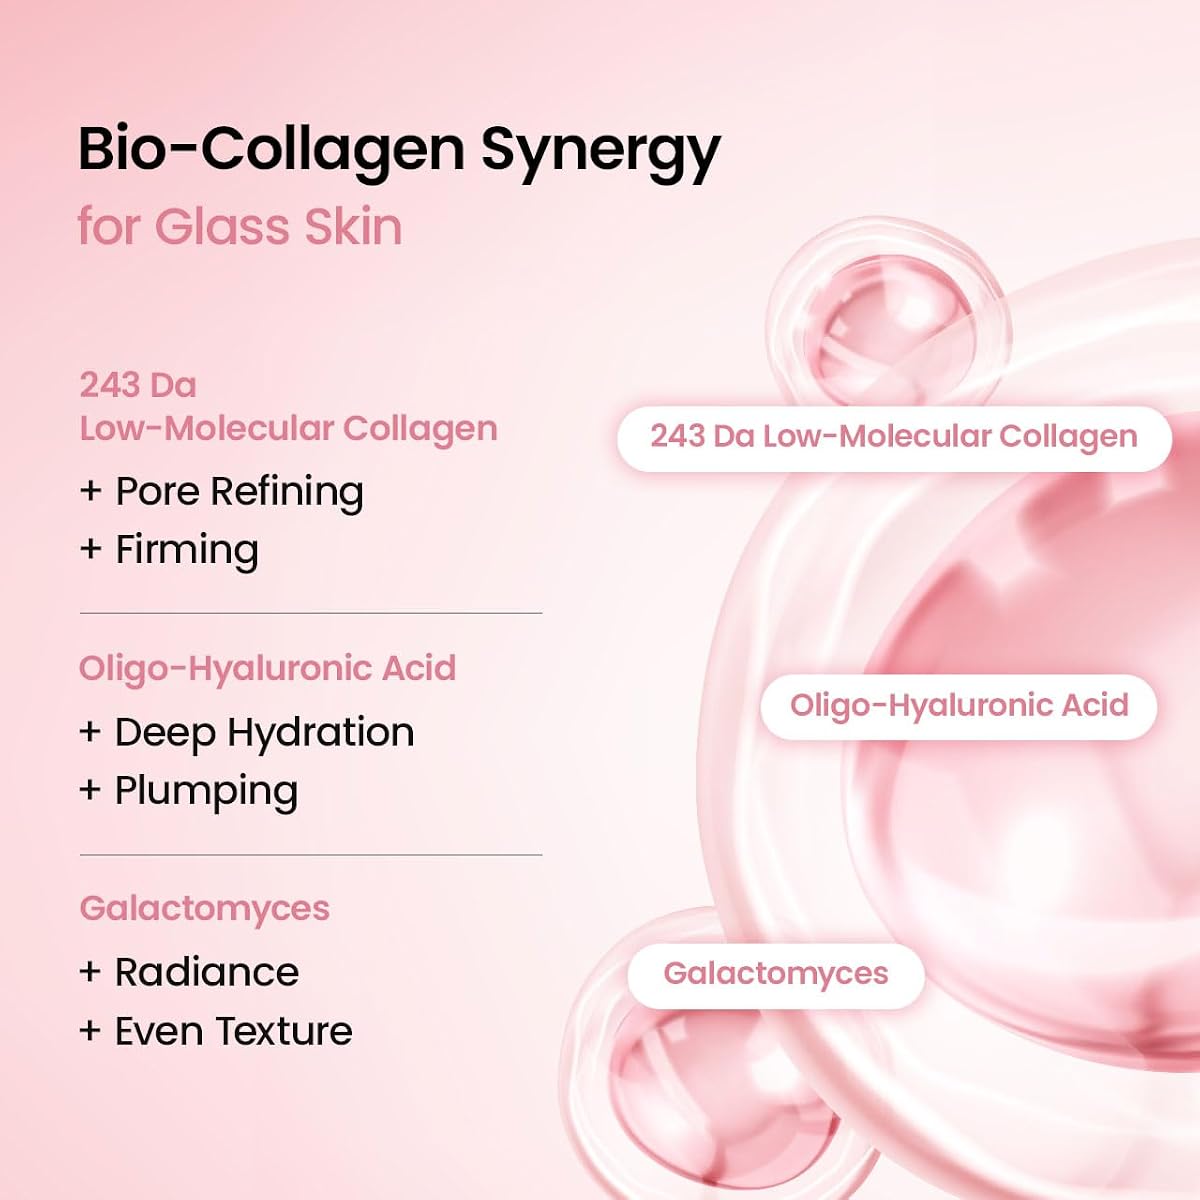 Bio-Collagen Synergy
for Glass Skin
243 Da
Low-Molecular Collagen
+ Pore Refining
+ Firming
Oligo-Hyaluronic Acid
+ Deep Hydration
+ Plumping
Galactomyces
+ Radiance
+ Even Texture
243 Da Low-Molecular Collagen
Oligo-Hyaluronic Acid
Galactomyces